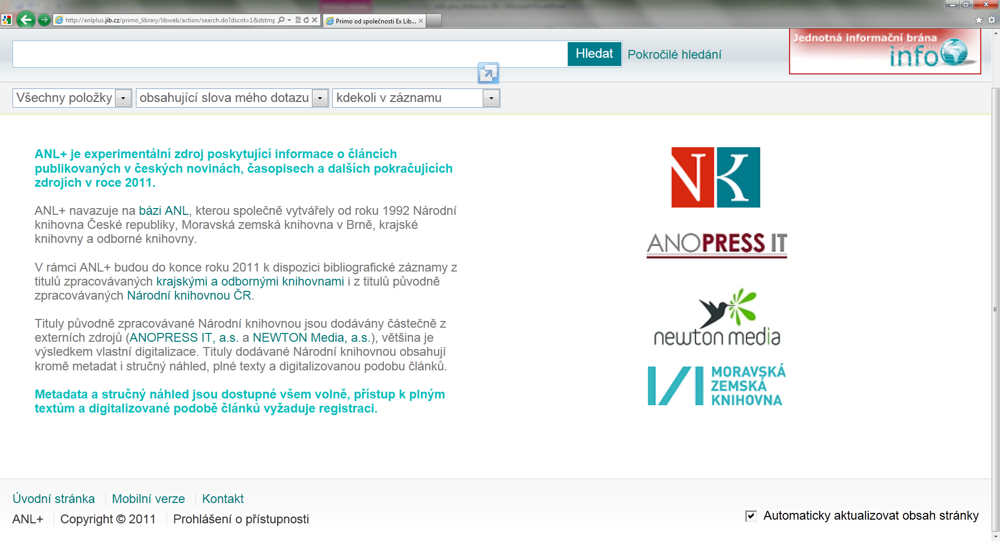 http://anlplus.jib.cz/primo_library/libweb/action/search.do?dscnt=1&dstmp
Primo od společnosti Ex Lib...
Hledat
Pokročilé hledání
Jednotná informační brána
info
Všechny položky
obsahující slova mého dotazu
kdekoli v záznamu
ANL+ je experimentální zdroj poskytující informace o článcích
publikovaných v českých novinách, časopisech a dalších pokračujících
zdrojích v roce 2011.
ANL+ navazuje na bázi ANL, kterou společně vytvářely od roku 1992 Národní
knihovna České republiky, Moravská zemská knihovna v Brně, krajské
knihovny a odborné knihovny.
V rámci ANL+ budou do konce roku 2011 k dispozici bibliografické záznamy z
titulů zpracovávaných krajskými a odbornými knihovnami i z titulů původně
zpracovávaných Národní knihovnou ČR.
Tituly původně zpracovávané Národní knihovnou jsou dodávány částečně z
externích zdrojů (ANOPRESS IT, a.s. a NEWTON Media, a.s.), většina je
výsledkem vlastní digitalizace. Tituly dodávané Národní knihovnou obsahují
kromě metadat i stručný náhled, plné texty a digitalizovanou podobu článků.
Metadata a stručný náhled jsou dostupné všem volně, přístup k plným
textům a digitalizované podobě článků vyžaduje registraci.
NK
ANOPRESS IT
newton media
MORAVSKÁ
ZEMSKÁ
KNIHOVNA
Úvodní stránka
Mobilní verze
Kontakt
ANL+
Copyright © 2011
Prohlášení o přístupnosti
Automaticky aktualizovat obsah stránky